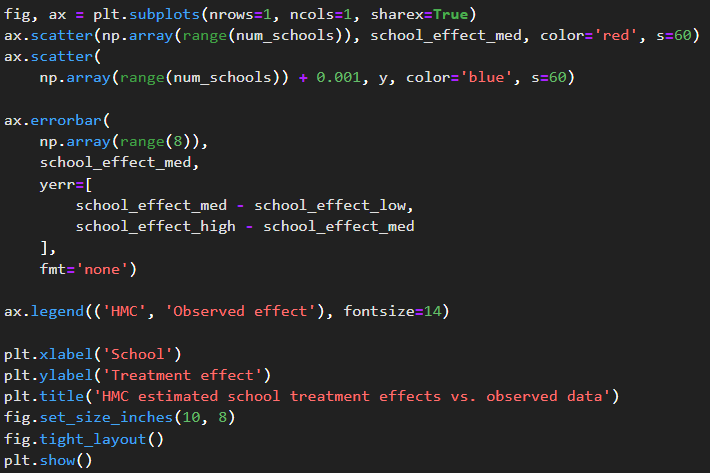 fig, ax = plt.subplots(nrows=1, ncols=1, sharex=True)
ax.scatter(np.array(range(num_schools)), school_effect_med, color='red', s=60)
ax.scatter(
    np.array(range(num_schools)) + 0.001, y, color='blue', s=60)

ax.errorbar(
    np.array(range(8)),
    school_effect_med,
    yerr=[
        school_effect_med - school_effect_low,
        school_effect_high - school_effect_med
    ],
    fmt='none')

ax.legend(('HMC', 'Observed effect'), fontsize=14)

plt.xlabel('School')
plt.ylabel('Treatment effect')
plt.title('HMC estimated school treatment effects vs. observed data')
fig.set_size_inches(10, 8)
fig.tight_layout()
plt.show()